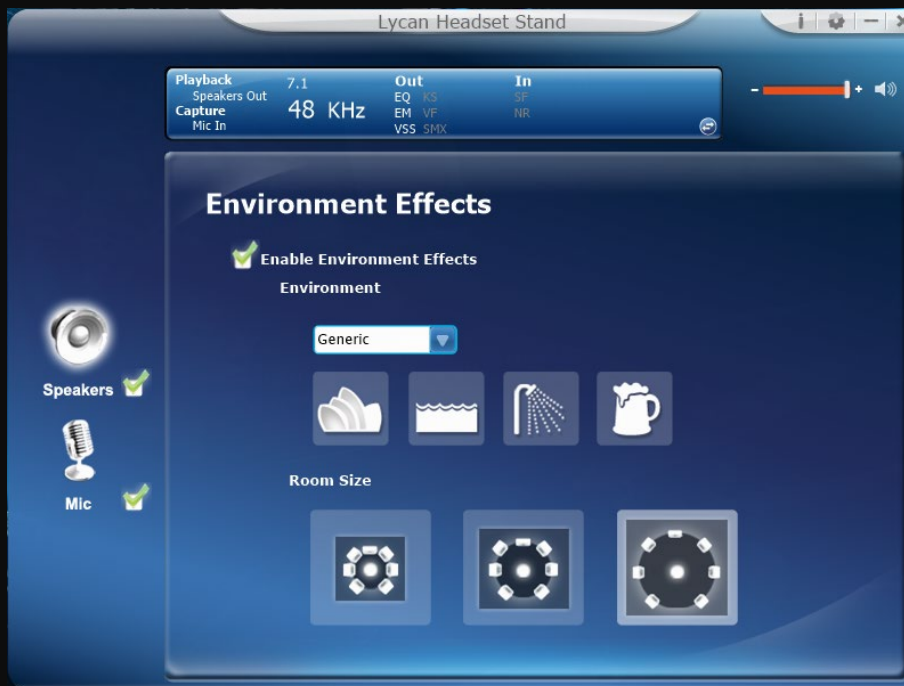 Lycan Headset Stand
i
Playback 7.1 Out In
Speakers Out EQ KS SF
Capture 48 KHz EM VF NR
Mic In VSS SMX
- +
Environment Effects
Enable Environment Effects
Environment
Generic
Speakers
Room Size
Mic